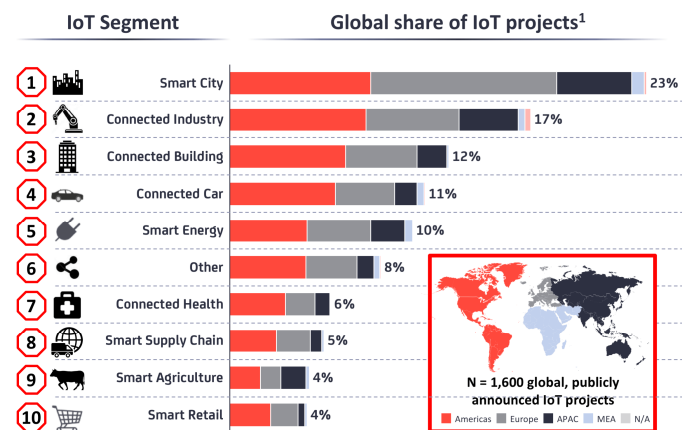 IoT Segment
Global share of IoT projects1
1 Smart City 23%
2 Connected Industry 17%
3 Connected Building 12%
4 Connected Car 11%
5 Smart Energy 10%
6 Other 8%
7 Connected Health 6%
8 Smart Supply Chain 5%
9 Smart Agriculture 4%
10 Smart Retail 4%
N = 1,600 global, publicly
announced IoT projects
Americas Europe APAC MEA N/A